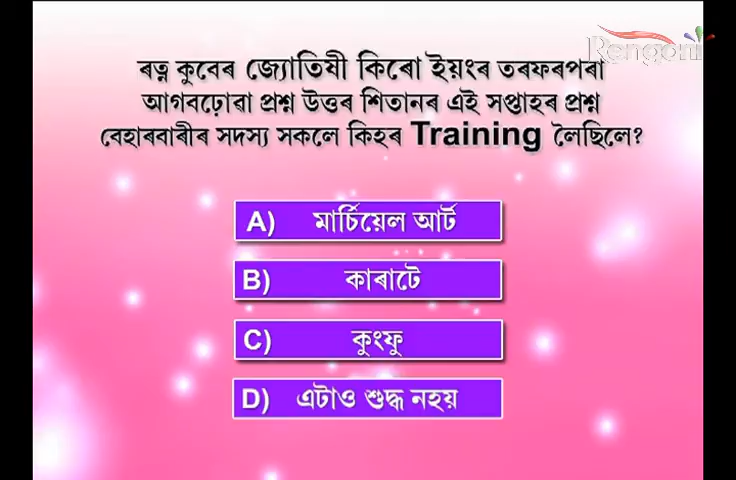 Rengoni
ৰত্ন কুবেৰ জ্যোতিষী কিৰো ইয়ংৰ তৰফৰপৰা
আগবঢ়োৱা প্ৰশ্ন উত্তৰ শিতানৰ এই সপ্তাহৰ প্ৰশ্ন
বেহাৰবাৰীৰ সদস্য সকলে কিহৰ Training লৈছিলে?
A) মাৰ্চিয়েল আৰ্ট
B) কাৰাটে
C) কুংফু
D) এটাও শুদ্ধ নহয়